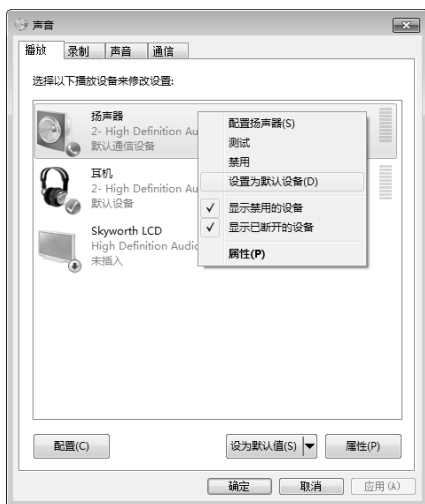 声音
播放 录制 声音 通信
选择以下播放设备来修改设置:
扬声器
2- High Definition Au
默认通信设备
耳机
2- High Definition Au
默认设备
Skyworth LCD
High Definition Audio
未插入
配置扬声器(S)
测试
禁用
设置为默认设备(D)
显示禁用的设备
显示已断开的设备
属性(P)
配置(C) 设为默认值(S) 属性(P)
确定 取消 应用(A)